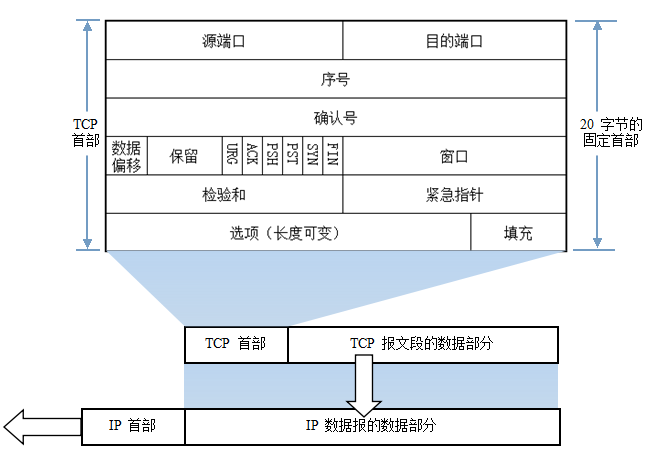 源端口 目的端口
序号
TCP
首部
确认号
20 字节的
固定首部
数据
偏移
保留
URG
ACK
PSH
PST
SYN
FIN
窗口
检验和 紧急指针
选项（长度可变） 填充
TCP 首部 TCP 报文段的数据部分
IP 首部 IP 数据报的数据部分